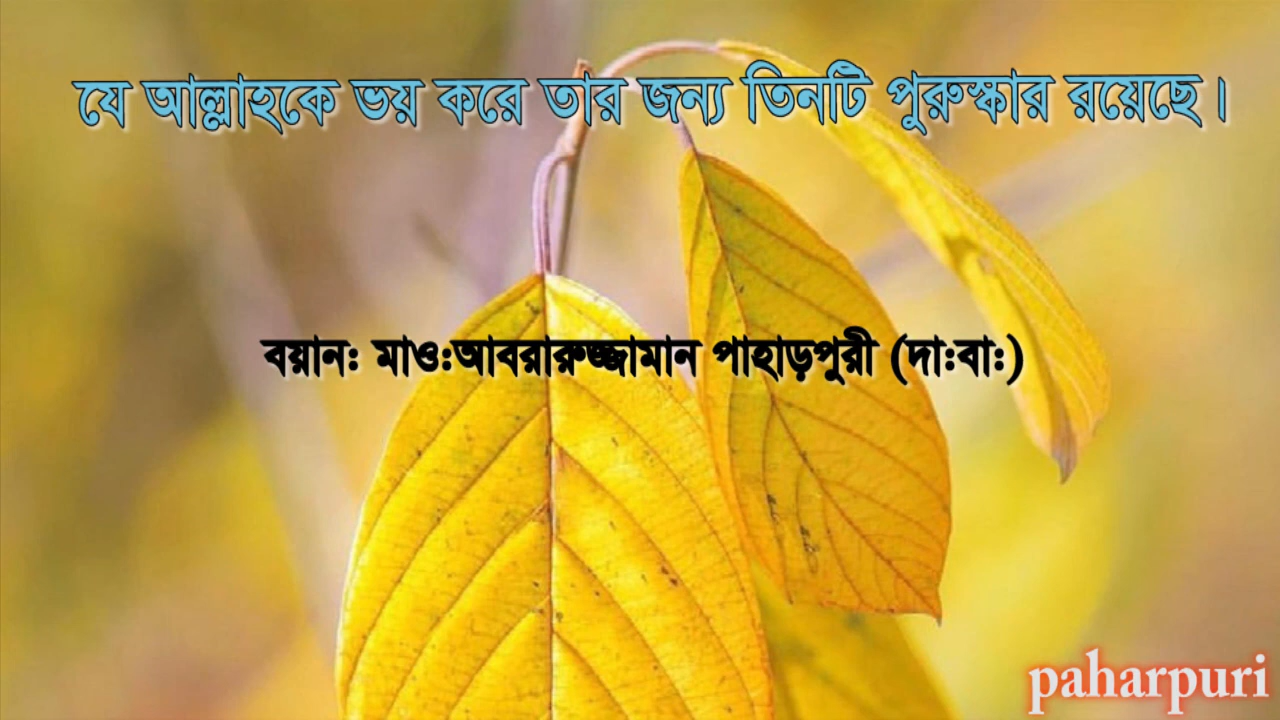 যে আল্লাহকে ভয় করে তার জন্য তিনটি পুরুস্কার রয়েছে।
বয়ান: মাও:আবরারুজ্জামান পাহাড়পুরী (দা:বা:)
paharpuri